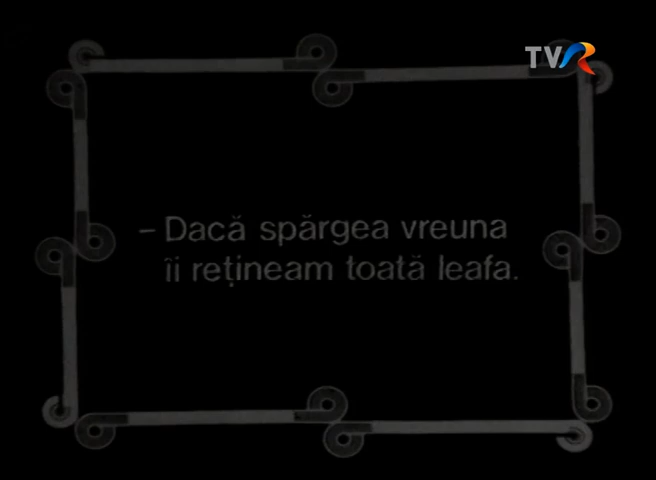 TVR
– Dacă spărgea vreuna
îi rețineam toată leafa.